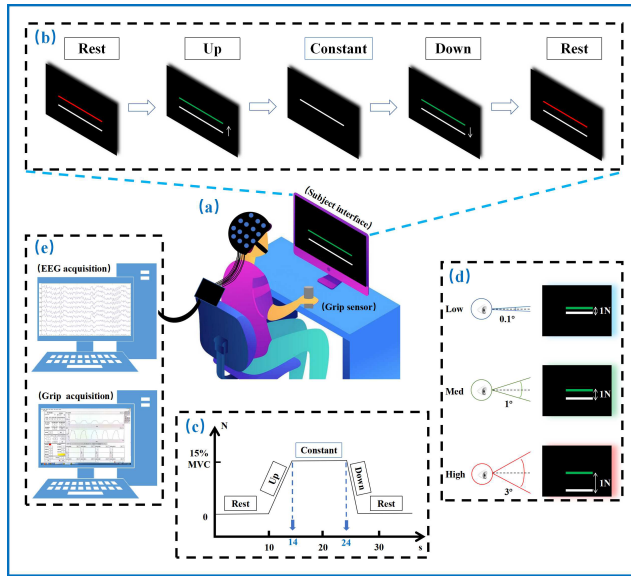 (b)
Rest Up Constant Down Rest
(a)
(Subject interface)
(Grip sensor)
(e)
(EEG acquisition)
(Grip acquisition)
(c)
N
15%
MVC
0
Rest
Up
Constant
Down
Rest
10 14 20 24 30 s
(d)
Low 0.1° 1N
Med 1° 1N
High 3° 1N